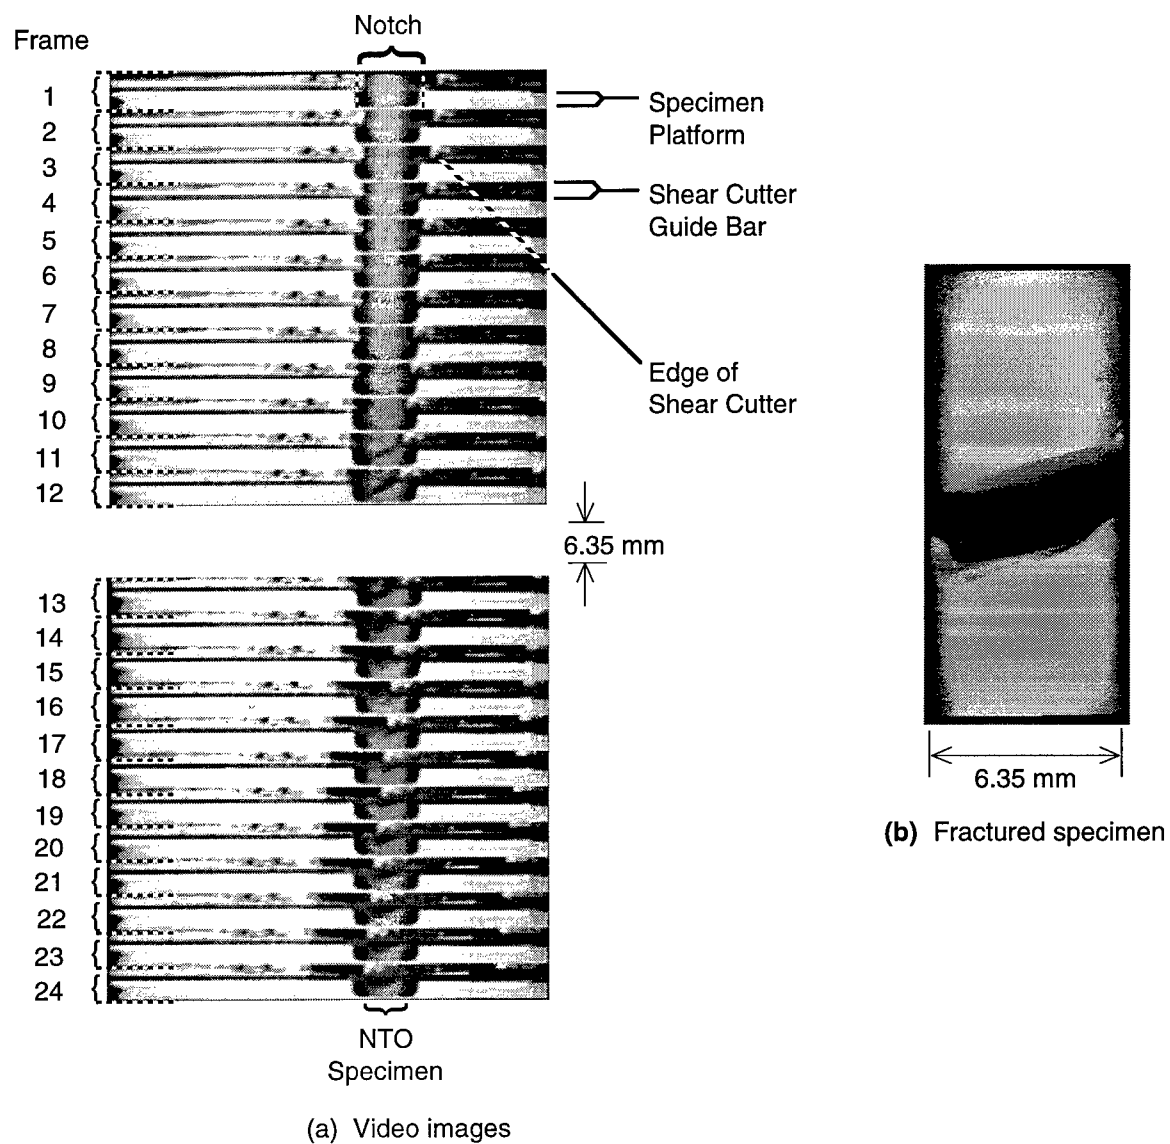 Notch
Frame
1
2
3
4
5
6
7
8
9
10
11
12
Specimen
Platform
Shear Cutter
Guide Bar
Edge of
Shear Cutter
6.35 mm
13
14
15
16
17
18
19
20
21
22
23
24
NTO
Specimen
(a) Video images
6.35 mm
(b) Fractured specimen